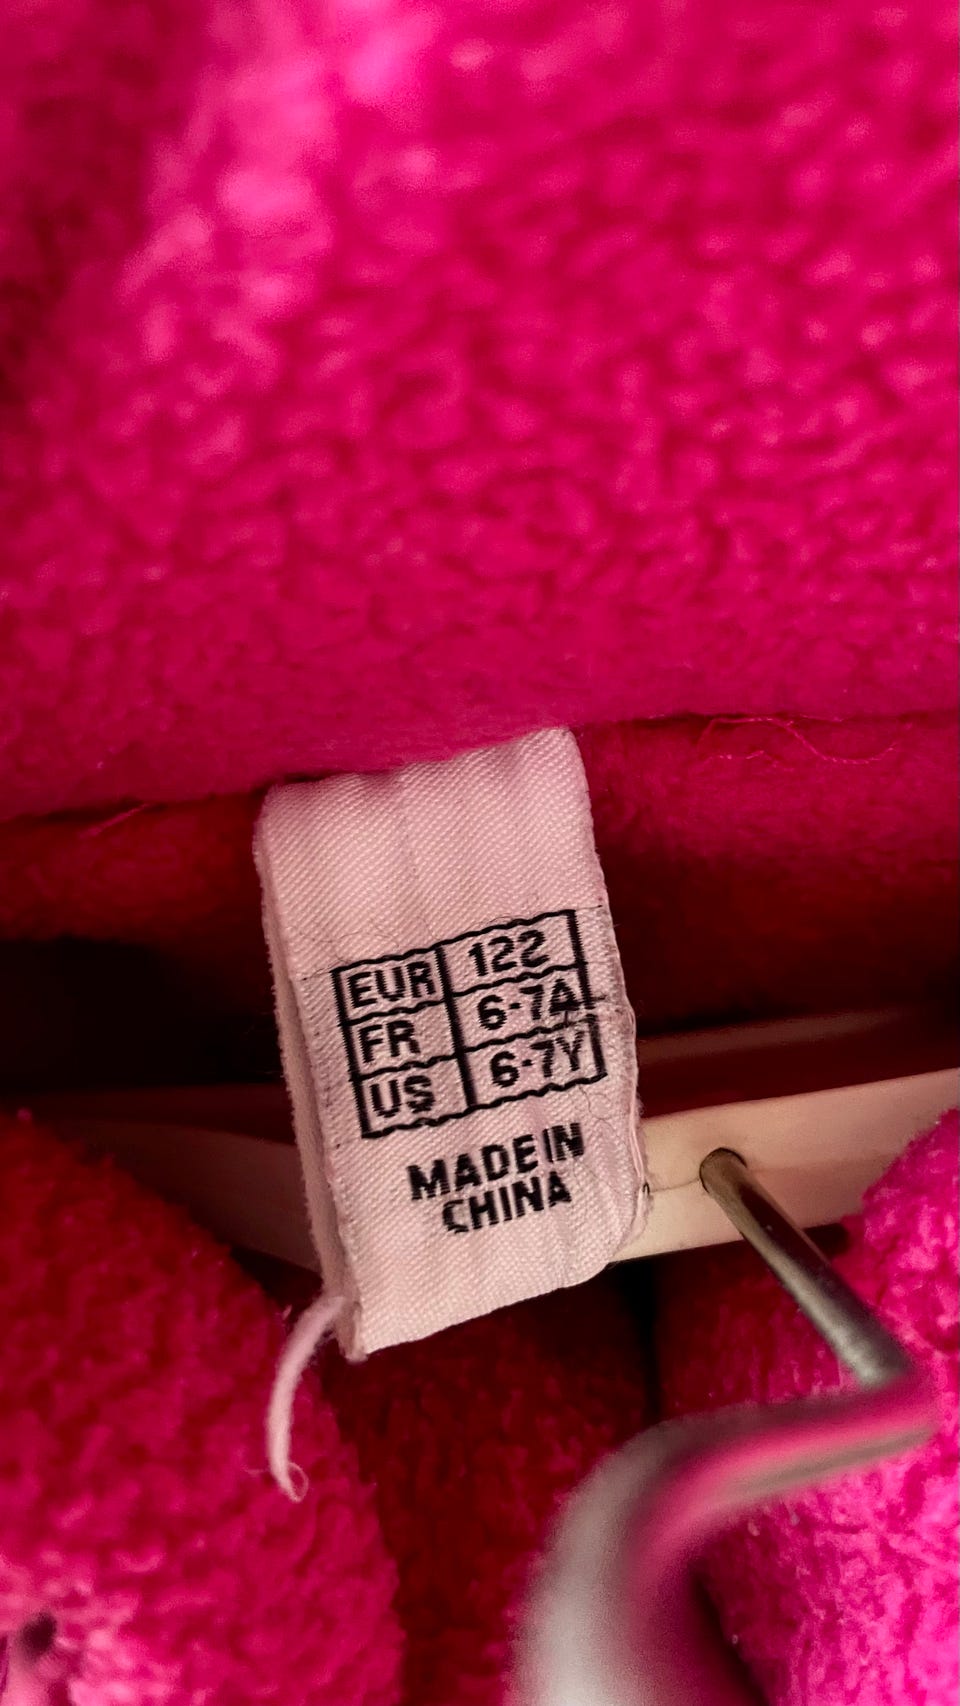 EUR 122
FR 6-7A
US 6-7Y
MADE IN
CHINA